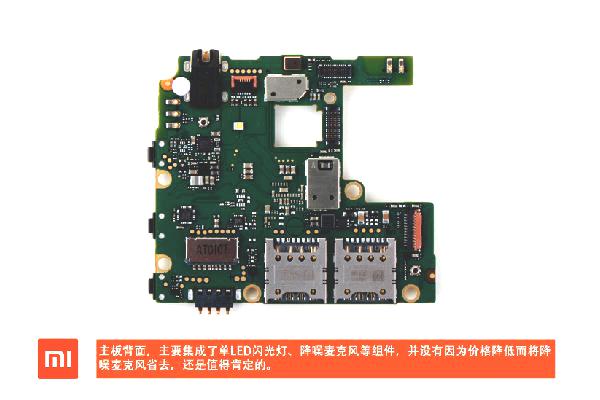 AT0IC1
主板背面，主要集成了单LED闪光灯、降噪麦克风等组件，并没有因为价格降低而将降
噪麦克风省去，还是值得肯定的。